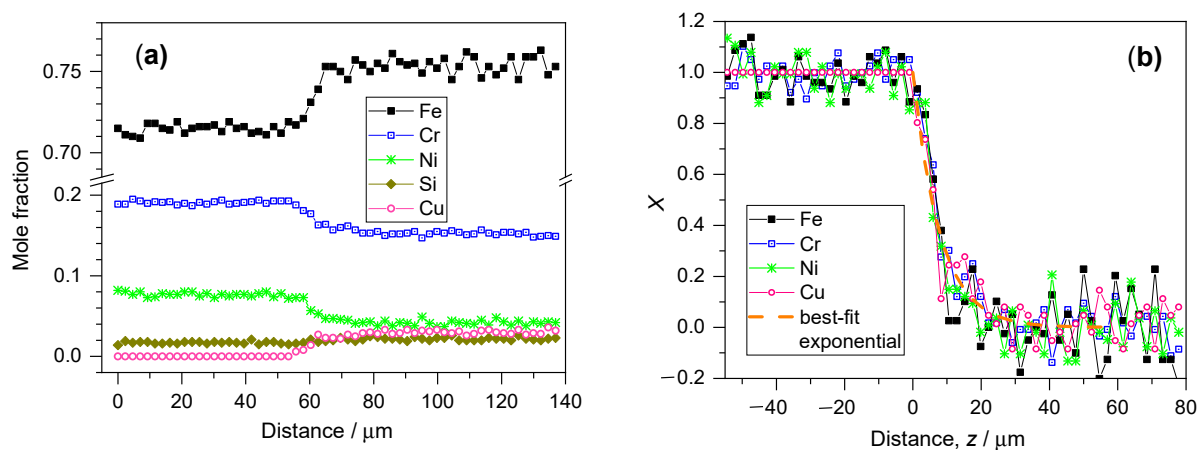 (a)
0.75
0.70
0.2
0.1
0.0
Mole fraction
Fe
Cr
Ni
Si
Cu
0 20 40 60 80 100 120 140
Distance / μm
(b)
1.2
1.0
0.8
0.6
0.4
0.2
0.0
−0.2
X
Fe
Cr
Ni
Cu
best-fit
exponential
−40 −20 0 20 40 60 80
Distance, z / μm